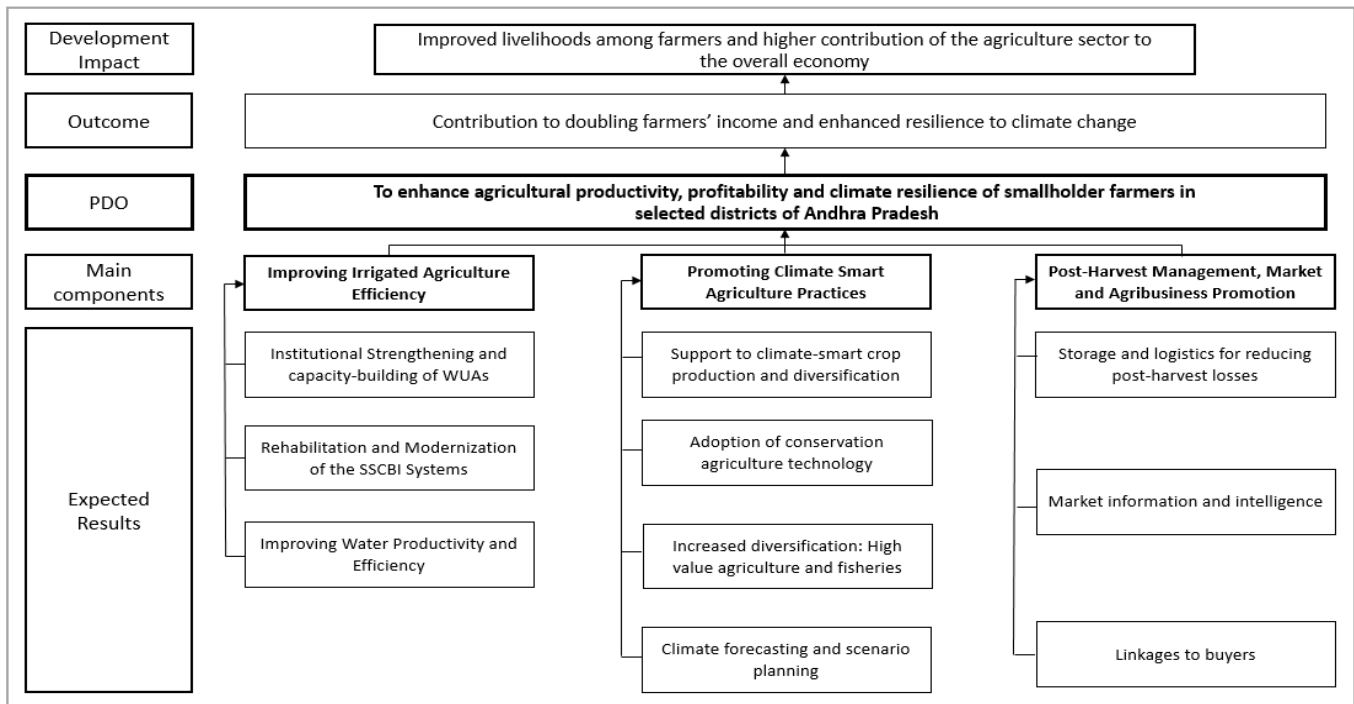 Development
Impact
Improved livelihoods among farmers and higher contribution of the agriculture sector to
the overall economy
Outcome
Contribution to doubling farmers’ income and enhanced resilience to climate change
PDO
To enhance agricultural productivity, profitability and climate resilience of smallholder farmers in
selected districts of Andhra Pradesh
Main
components
Improving Irrigated Agriculture
Efficiency
Promoting Climate Smart
Agriculture Practices
Post-Harvest Management, Market
and Agribusiness Promotion
Expected
Results
Institutional Strengthening and
capacity-building of WUAs
Rehabilitation and Modernization
of the SSCBI Systems
Improving Water Productivity and
Efficiency
Support to climate-smart crop
production and diversification
Adoption of conservation
agriculture technology
Increased diversification: High
value agriculture and fisheries
Climate forecasting and scenario
planning
Storage and logistics for reducing
post-harvest losses
Market information and intelligence
Linkages to buyers